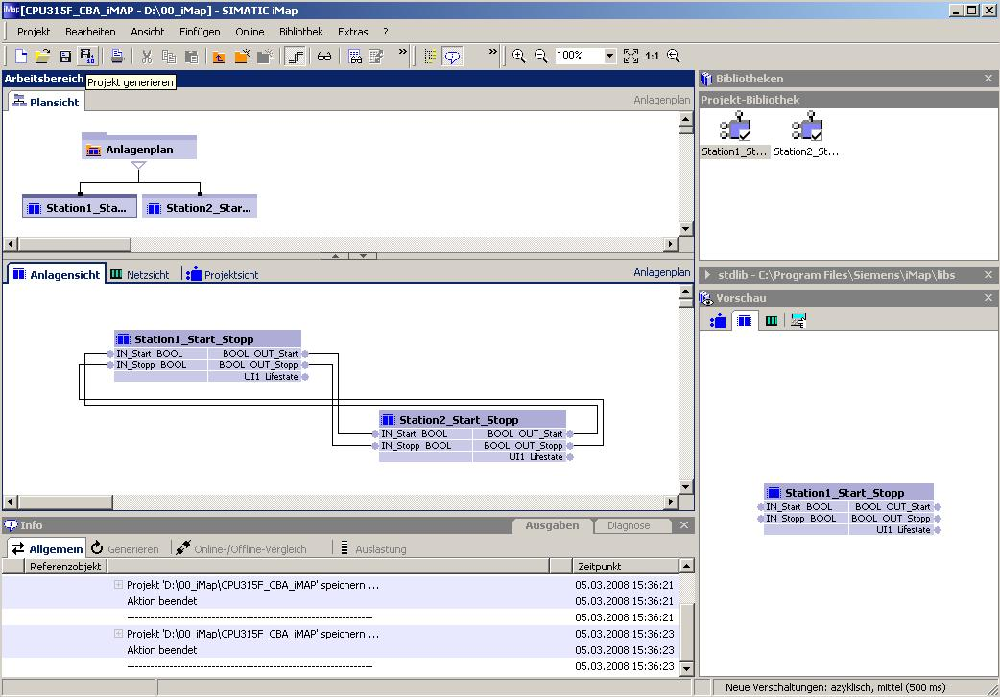 [CPU315F_CBA_iMAP - D:\00_iMap] - SIMATIC iMap
Projekt Bearbeiten Ansicht Einfügen Online Bibliothek Extras ?
100% 1:1
Arbeitsbereich
Projekt generieren
Plansicht Anlagenplan
Anlagenplan
Station1_Sta... Station2_Star...
Anlagensicht Netzsicht Projektsicht Anlagenplan
Station1_Start_Stopp
IN_Start BOOL BOOL OUT_Start
IN_Stopp BOOL BOOL OUT_Stopp
UI1 Lifestate
Station2_Start_Stopp
IN_Start BOOL BOOL OUT_Start
IN_Stopp BOOL BOOL OUT_Stopp
UI1 Lifestate
Info Ausgaben Diagnose
Allgemein Generieren Online-/Offline-Vergleich Auslastung
Referenzobjekt Zeitpunkt
Projekt 'D:\00_iMap\CPU315F_CBA_iMAP' speichern ... 05.03.2008 15:36:21
Aktion beendet 05.03.2008 15:36:21
---------------------------------------------------------------- 05.03.2008 15:36:21
Projekt 'D:\00_iMap\CPU315F_CBA_iMAP' speichern ... 05.03.2008 15:36:23
Aktion beendet 05.03.2008 15:36:23
---------------------------------------------------------------- 05.03.2008 15:36:23
Bibliotheken
Projekt-Bibliothek
Station1_St... Station2_St...
stdlib - C:\Program Files\Siemens\iMap\libs
Vorschau
Station1_Start_Stopp
IN_Start BOOL BOOL OUT_Start
IN_Stopp BOOL BOOL OUT_Stopp
UI1 Lifestate
Neue Verschaltungen: azyklisch, mittel (500 ms)